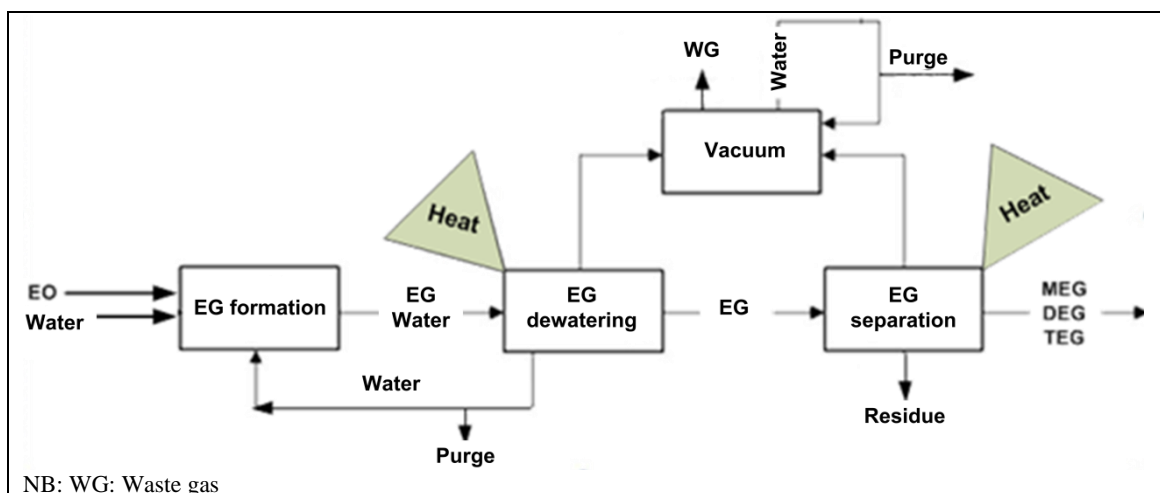 WG
Water
Purge
Vacuum
Heat
Heat
EO
Water
EG formation
EG
Water
EG
dewatering
EG
EG
separation
MEG
DEG
TEG
Water
Purge
Residue
NB: WG: Waste gas